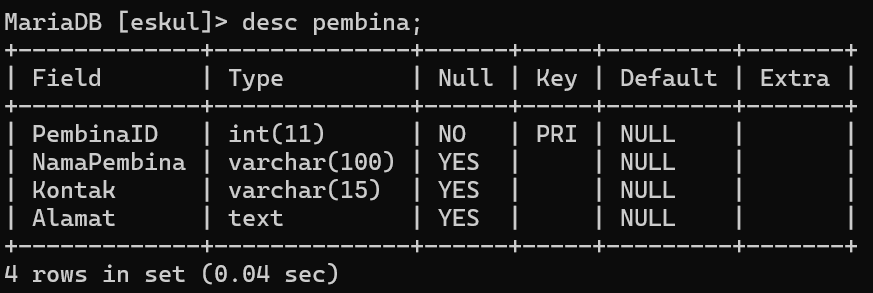 MariaDB [eskul]> desc pembina;
+-------------+--------------+------+-----+---------+-------+
| Field       | Type         | Null | Key | Default | Extra |
+-------------+--------------+------+-----+---------+-------+
| PembinaID   | int(11)      | NO   | PRI | NULL    |       |
| NamaPembina | varchar(100) | YES  |     | NULL    |       |
| Kontak      | varchar(15)  | YES  |     | NULL    |       |
| Alamat      | text         | YES  |     | NULL    |       |
+-------------+--------------+------+-----+---------+-------+
4 rows in set (0.04 sec)